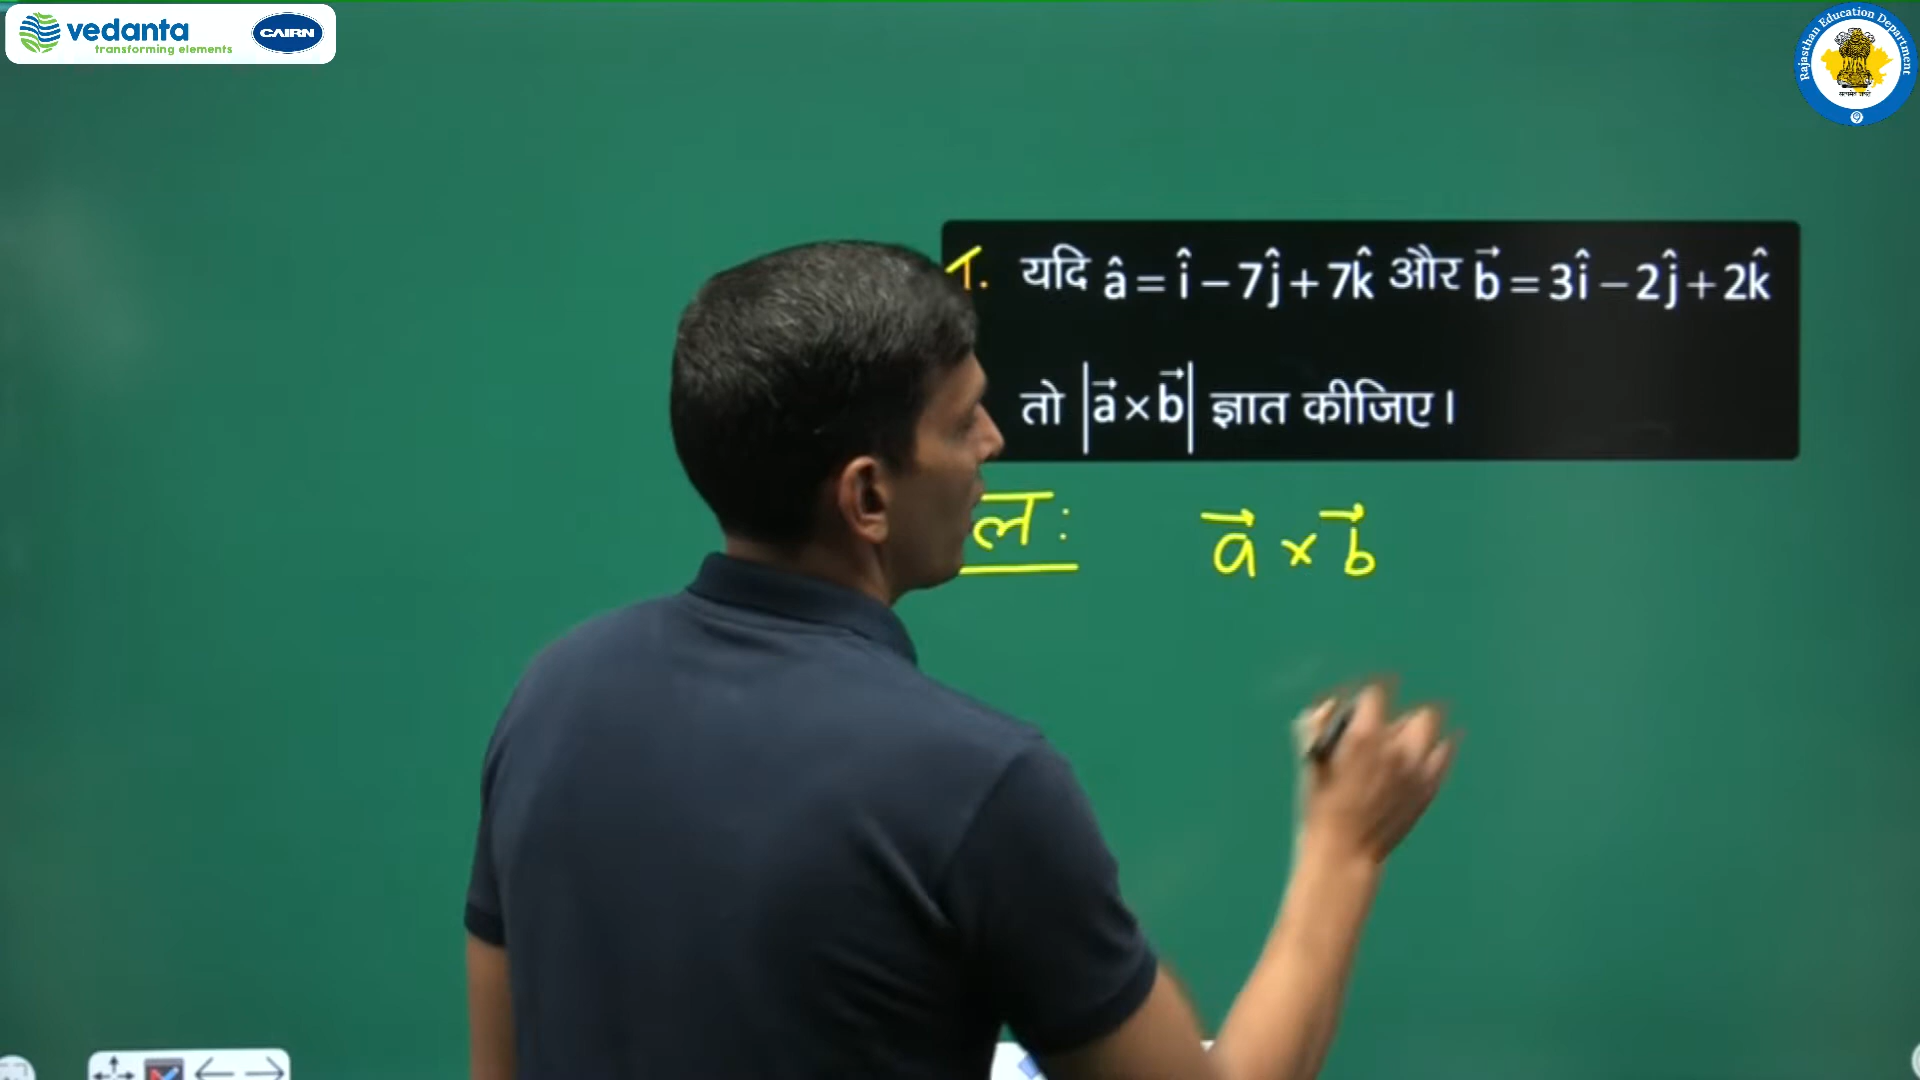 vedanta
transforming elements
CAIRN
Rajasthan Education Department
1. यदि â = î − 7ĵ + 7k̂ और b⃗ = 3î − 2ĵ + 2k̂
तो |a⃗ × b⃗| ज्ञात कीजिए।
ल :
a⃗ × b⃗